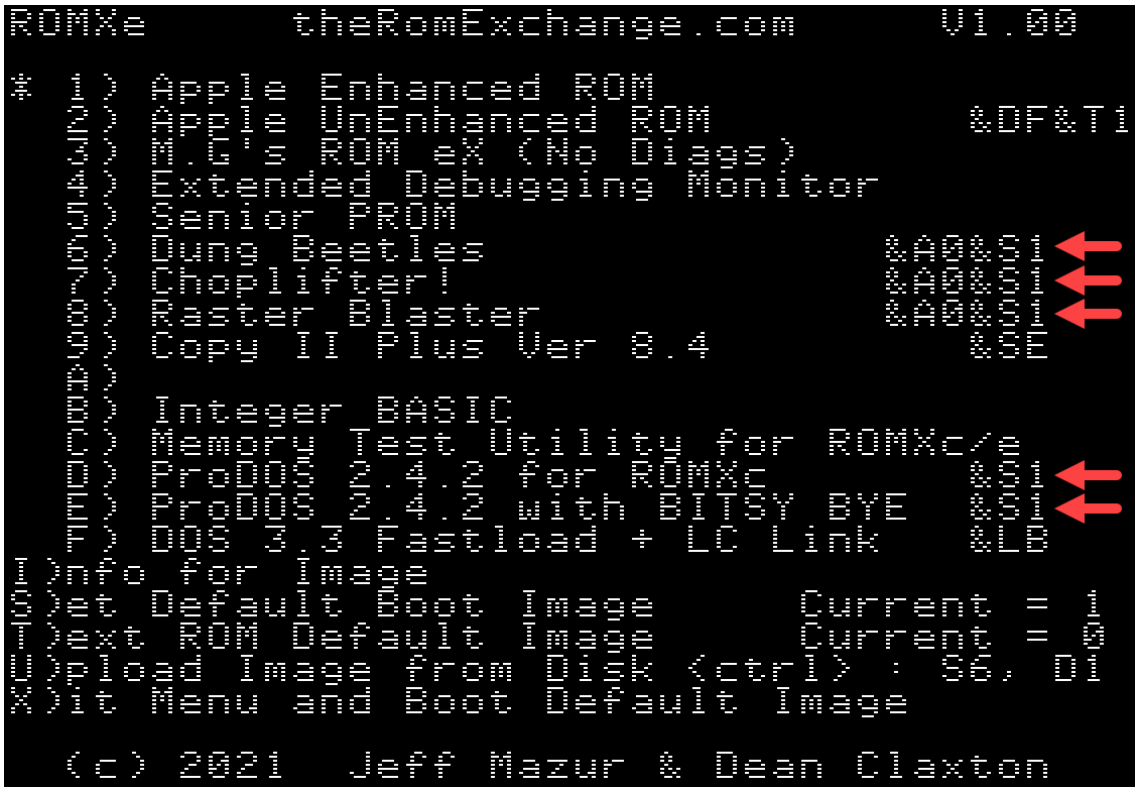 ROMXe theRomExchange.com V1.00
* 1) Apple Enhanced ROM
2) Apple UnEnhanced ROM &DF&T1
3) M.G's ROM eX (No Diags)
4) Extended Debugging Monitor
5) Senior PROM
6) Dung Beetles &A0&S1
7) Choplifter! &A0&S1
8) Raster Blaster &A0&S1
9) Copy II Plus Ver 8.4 &SE
A)
B) Integer BASIC
C) Memory Test Utility for ROMXc/e
D) ProDOS 2.4.2 for ROMXc &S1
E) ProDOS 2.4.2 with BITSY BYE &S1
F) DOS 3.3 Fastload + LC Link &LB
I)nfo for Image
S)et Default Boot Image Current = 1
T)ext ROM Default Image Current = 0
U)pload Image from Disk <ctrl> : S6, D1
X)it Menu and Boot Default Image
(c) 2021 Jeff Mazur & Dean Claxton